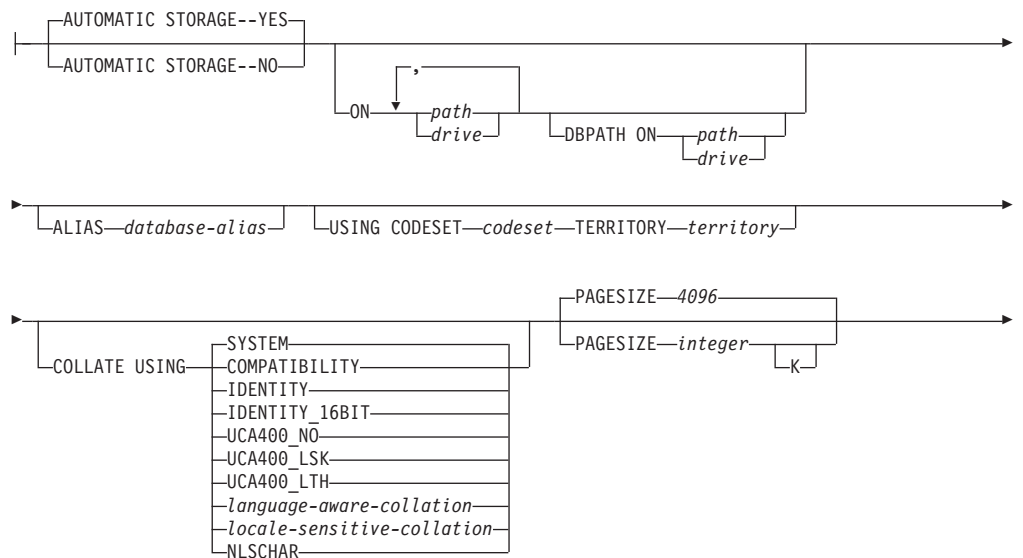 AUTOMATIC STORAGE--YES
AUTOMATIC STORAGE--NO
,
ON path
drive
DBPATH ON path
drive
ALIAS database-alias USING CODESET codeset TERRITORY territory
PAGESIZE 4096
COLLATE USING SYSTEM
COMPATIBILITY
IDENTITY
IDENTITY_16BIT
UCA400_NO
UCA400_LSK
UCA400_LTH
language-aware-collation
locale-sensitive-collation
NLSCHAR
PAGESIZE integer
K